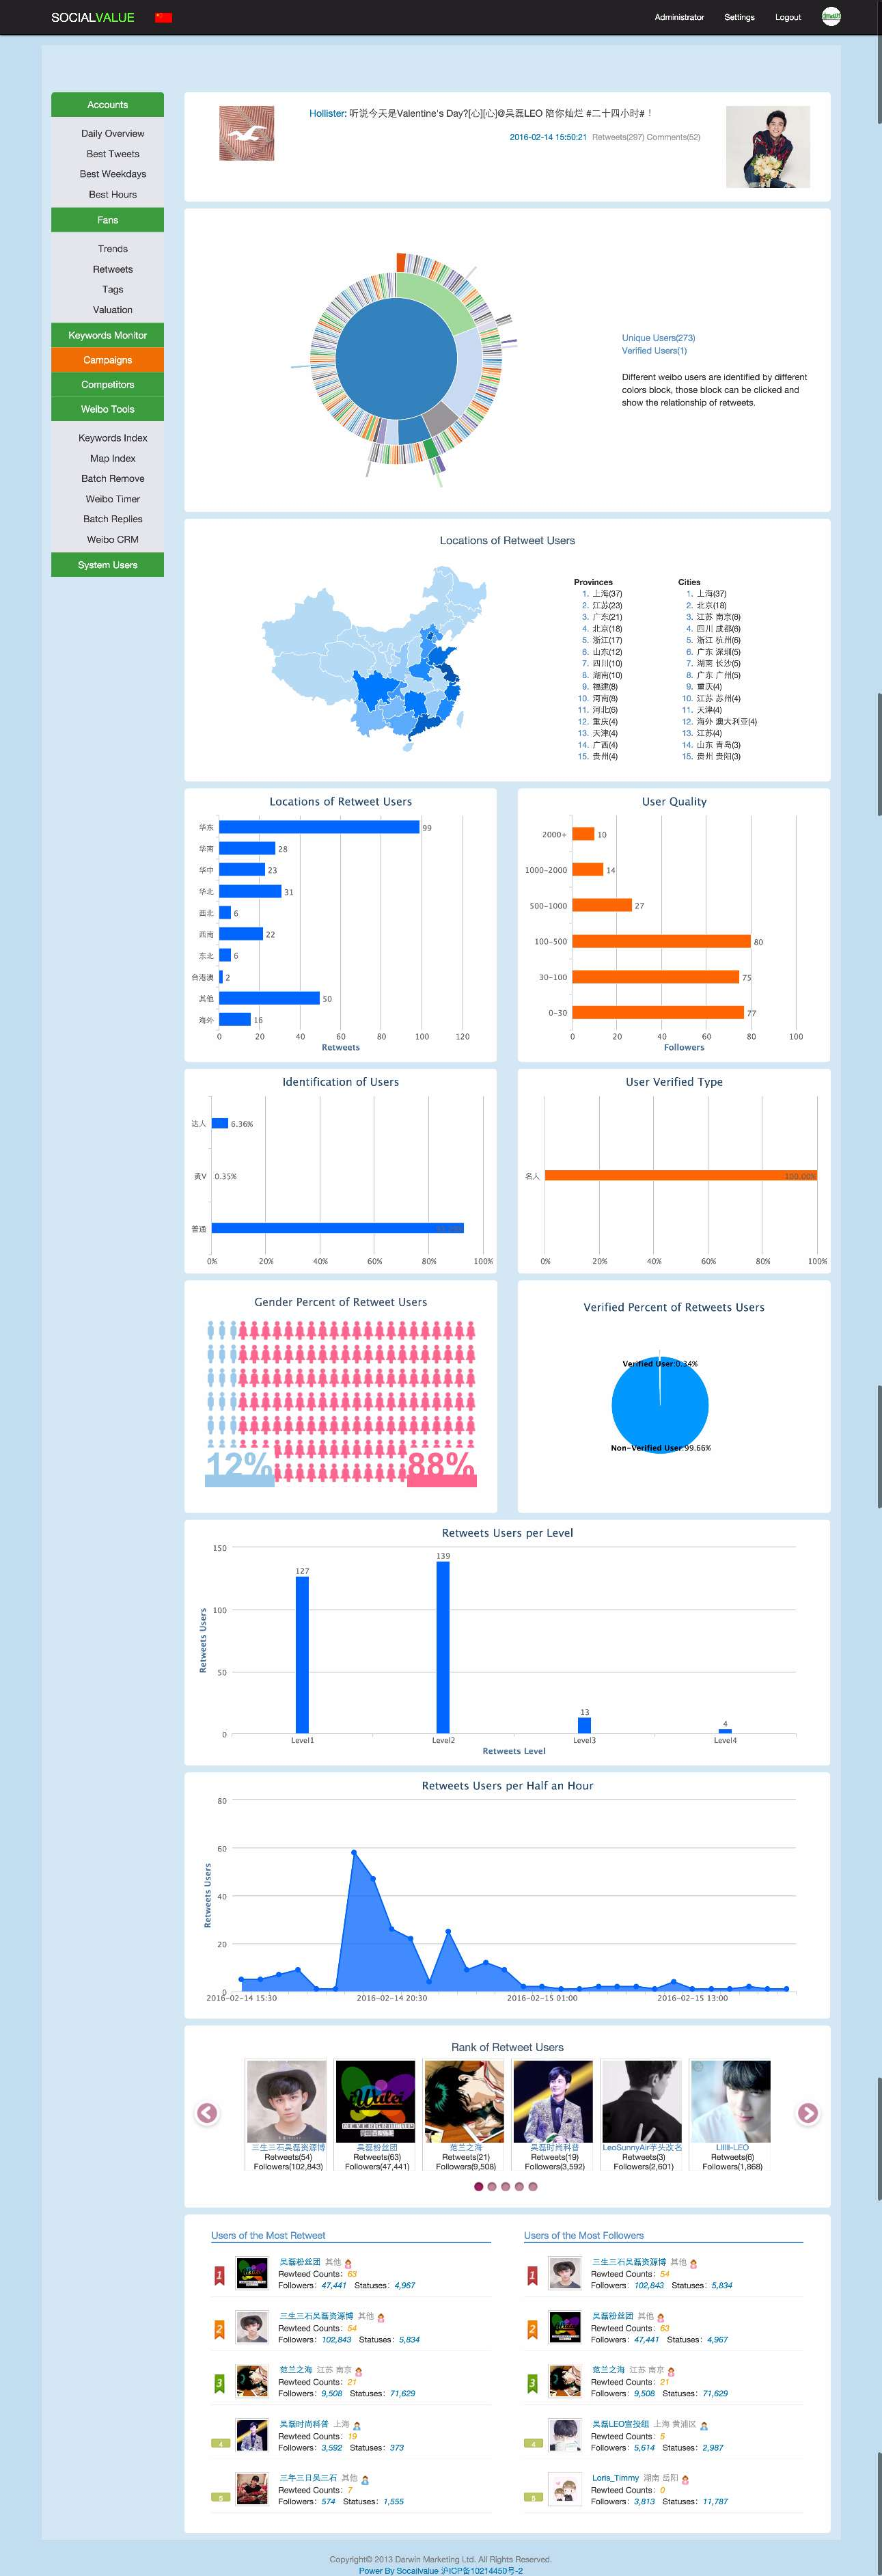 SOCIALVALUE
Administrator Settings Logout
Accounts
Daily Overview
Best Tweets
Best Weekdays
Best Hours
Fans
Trends
Retweets
Tags
Valuation
Keywords Monitor
Campaigns
Competitors
Weibo Tools
Keywords Index
Map Index
Batch Remove
Weibo Timer
Batch Replies
Weibo CRM
System Users
Hollister: 听说今天是Valentine's Day?[心][心]@吴磊LEO 陪你灿烂 #二十四小时#！
2016-02-14 15:50:21 Retweets(297) Comments(52)
Unique Users(273)
Verified Users(1)
Different weibo users are identified by different
colors block, those block can be clicked and
show the relationship of retweets.
Locations of Retweet Users
Provinces
1. 上海(37)
2. 江苏(23)
3. 广东(21)
4. 北京(18)
5. 浙江(17)
6. 山东(12)
7. 四川(10)
8. 湖南(10)
9. 福建(8)
10. 河南(8)
11. 河北(6)
12. 重庆(4)
13. 天津(4)
14. 广西(4)
15. 贵州(4)
Cities
1. 上海(37)
2. 北京(18)
3. 江苏 南京(8)
4. 四川 成都(6)
5. 浙江 杭州(6)
6. 广东 深圳(5)
7. 湖南 长沙(5)
8. 广东 广州(5)
9. 重庆(4)
10. 江苏 苏州(4)
11. 天津(4)
12. 海外 澳大利亚(4)
13. 江苏(4)
14. 山东 青岛(3)
15. 贵州 贵阳(3)
Locations of Retweet Users
华东 99
华南 28
华中 23
华北 31
西北 6
西南 22
东北 6
台港澳 2
其他 50
海外 16
0 20 40 60 80 100 120
Retweets
User Quality
2000+ 10
1000-2000 14
500-1000 27
100-500 80
30-100 75
0-30 77
0 20 40 60 80 100
Followers
Identification of Users
达人 6.36%
黄V 0.35%
普通
0% 20% 40% 60% 80% 100%
User Verified Type
名人 100.00%
0% 20% 40% 60% 80% 100%
Gender Percent of Retweet Users
12% 88%
Verified Percent of Retweets Users
Verified User:0.34%
Non-Verified User:99.66%
Retweets Users per Level
150
100
50
0
127
139
13
4
Level1 Level2 Level3 Level4
Retweets Users
Retweets Level
Retweets Users per Half an Hour
80
60
40
20
0
Retweets Users
2016-02-14 15:30 2016-02-14 20:30 2016-02-15 01:00 2016-02-15 13:00
Rank of Retweet Users
三生三石吴磊资源博
Retweets(54)
Followers(102,843)
吴磊粉丝团
Retweets(63)
Followers(47,441)
范兰之海
Retweets(21)
Followers(9,508)
吴磊时尚科普
Retweets(19)
Followers(3,592)
LeoSunnyAir芋头改名
Retweets(3)
Followers(2,601)
Retweets(6)
Followers(1,868)
Users of the Most Retweet
1 吴磊粉丝团 其他
Rewteed Counts: 63
Followers: 47,441 Statuses: 4,967
2 三生三石吴磊资源博 其他
Rewteed Counts: 54
Followers: 102,843 Statuses: 5,834
3 范兰之海 江苏 南京
Rewteed Counts: 21
Followers: 9,508 Statuses: 71,629
4 吴磊时尚科普 上海
Rewteed Counts: 19
Followers: 3,592 Statuses: 373
5 三年三日吴三石 其他
Rewteed Counts: 7
Followers: 574 Statuses: 1,555
Users of the Most Followers
1 三生三石吴磊资源博 其他
Rewteed Counts: 54
Followers: 102,843 Statuses: 5,834
2 吴磊粉丝团 其他
Rewteed Counts: 63
Followers: 47,441 Statuses: 4,967
3 范兰之海 江苏 南京
Rewteed Counts: 21
Followers: 9,508 Statuses: 71,629
4 吴磊LEO宣投组 上海 黄浦区
Rewteed Counts: 5
Followers: 5,614 Statuses: 2,987
5 Loris_Timmy 湖南 岳阳
Rewteed Counts: 0
Followers: 3,813 Statuses: 11,787
Copyright© 2013 Darwin Marketing Ltd. All Rights Reserved.
Power By Socailvalue 沪ICP备10214450号-2